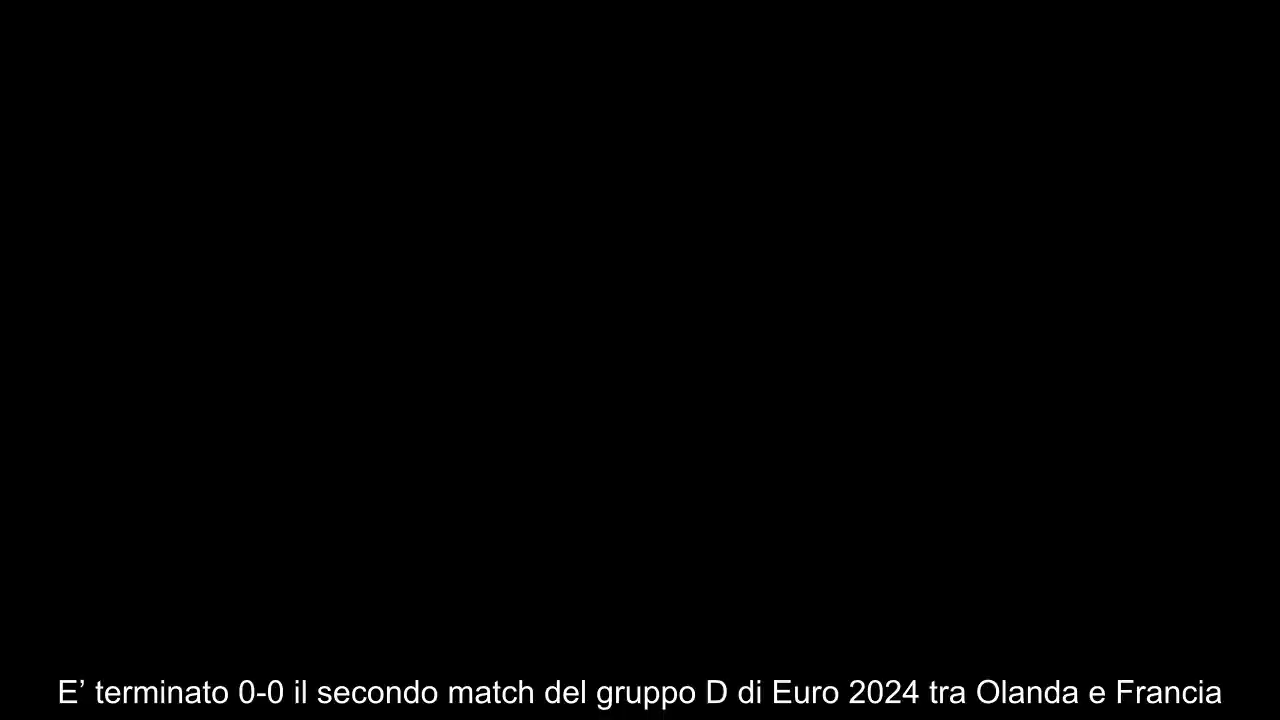 E’ terminato 0-0 il secondo match del gruppo D di Euro 2024 tra Olanda e Francia